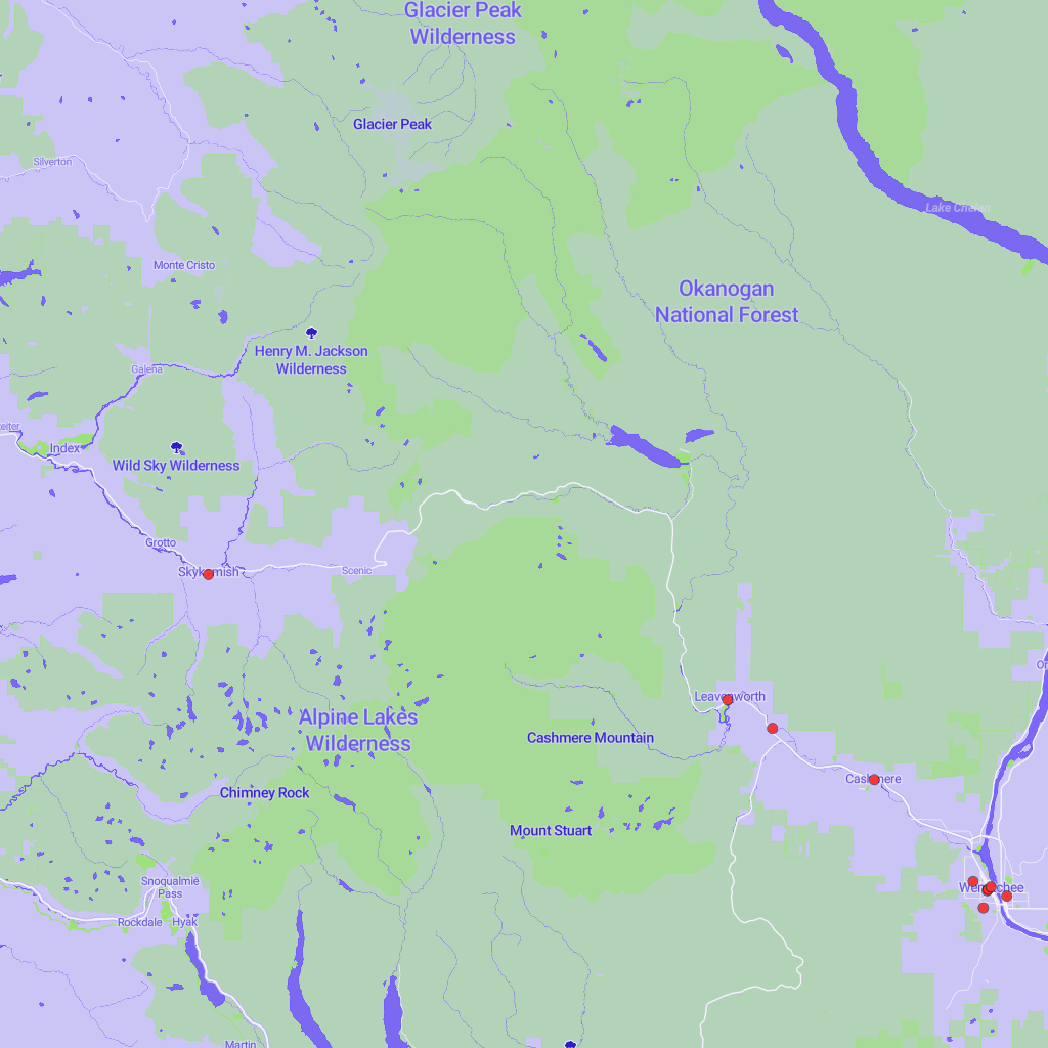 Glacier Peak
Wilderness
Glacier Peak
Silverton
Lake Chelan
Monte Cristo
Okanogan
National Forest
Henry M. Jackson
Wilderness
Galena
Index
Wild Sky Wilderness
Grotto
Skykomish
Scenic
Leavenworth
Alpine Lakes
Wilderness
Cashmere Mountain
Cashmere
Chimney Rock
Mount Stuart
Snoqualmie
Pass
Wenatchee
Rockdale
Hyak
Martin